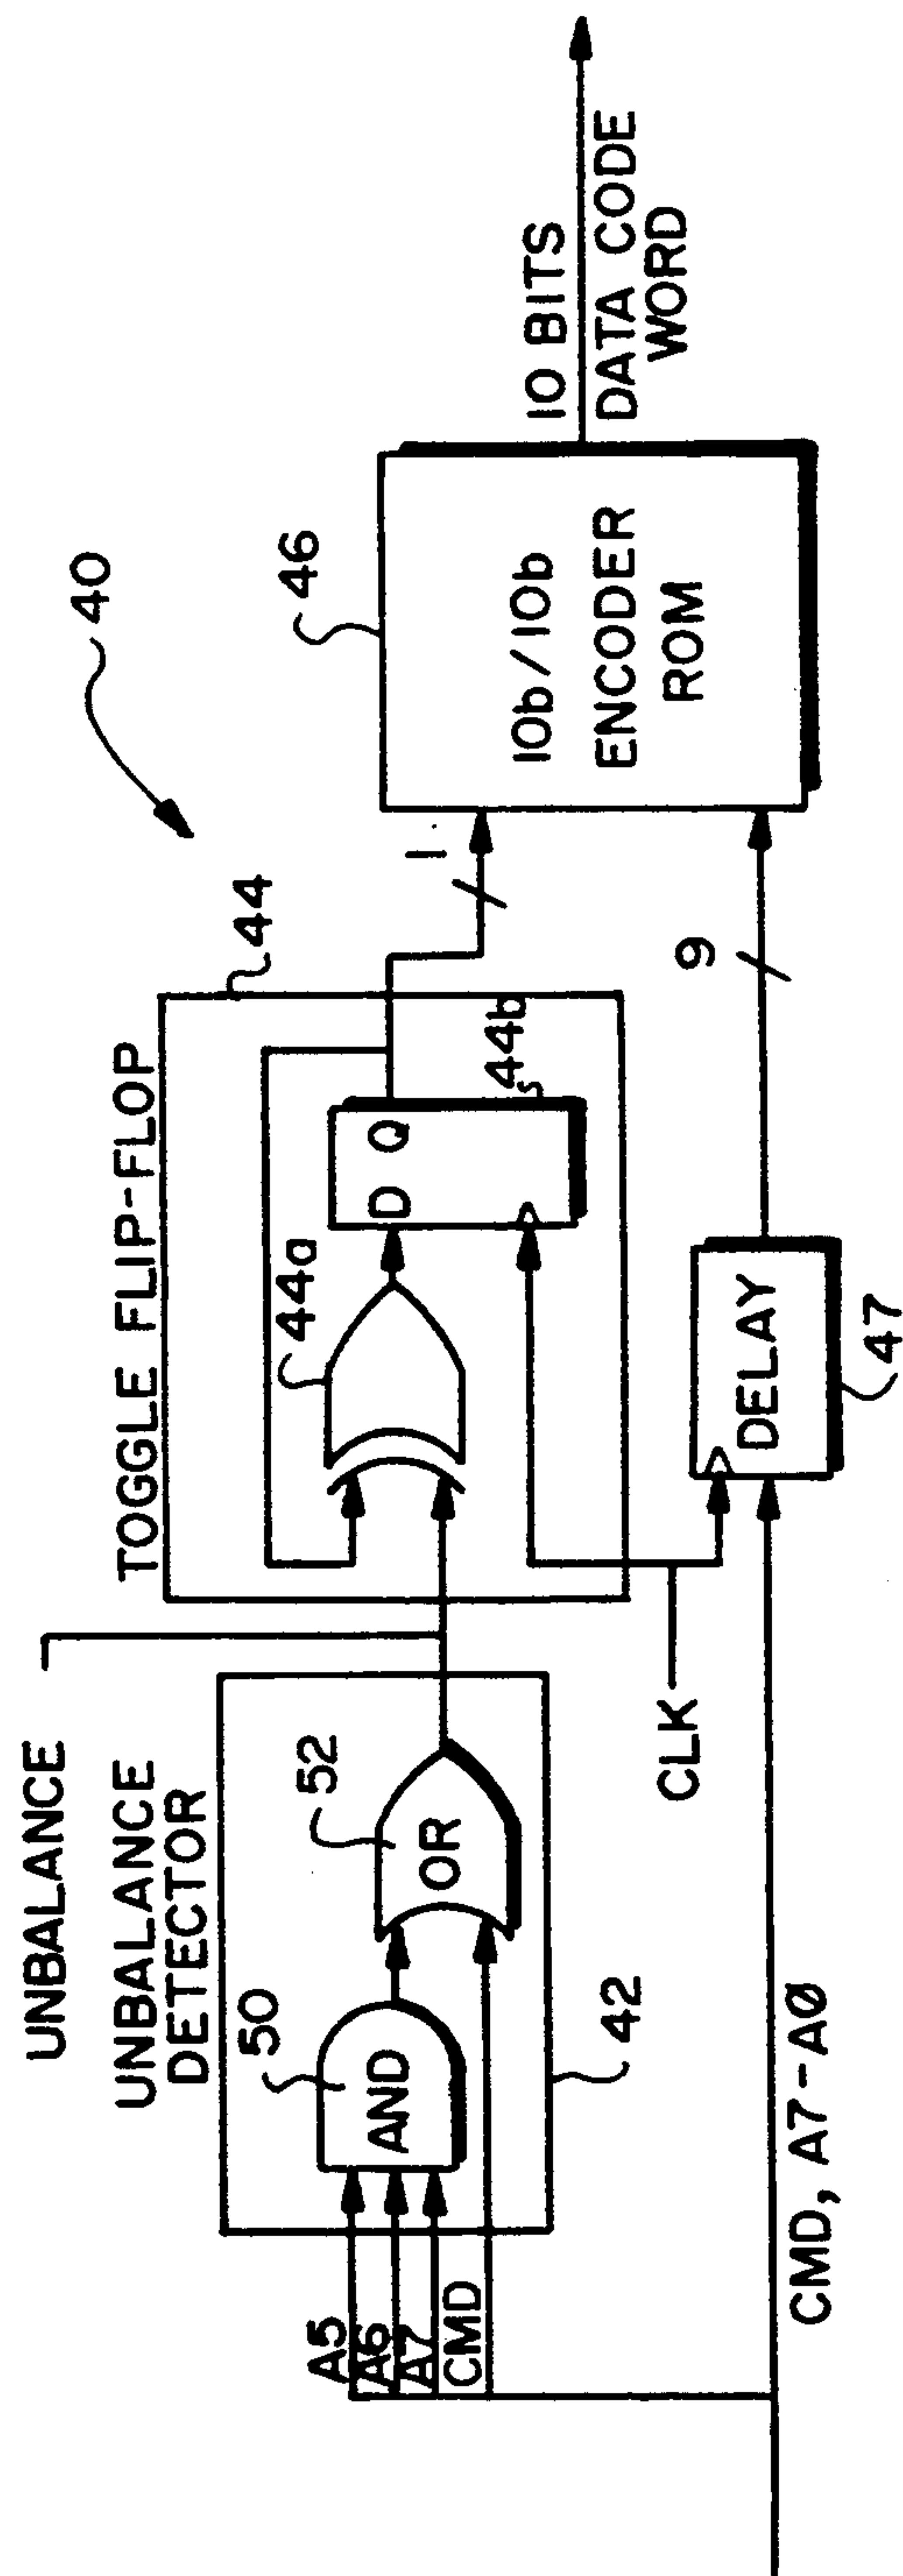 40
UNBALANCE
UNBALANCE
DETECTOR
50
AND
52
OR
42
A5
A6
A7
CMD
TOGGLE FLIP-FLOP
44
44a
D Q
44b
CLK
DELAY
47
CMD, A7-AØ
1
9
46
10b/10b
ENCODER
ROM
10 BITS
DATA CODE
WORD